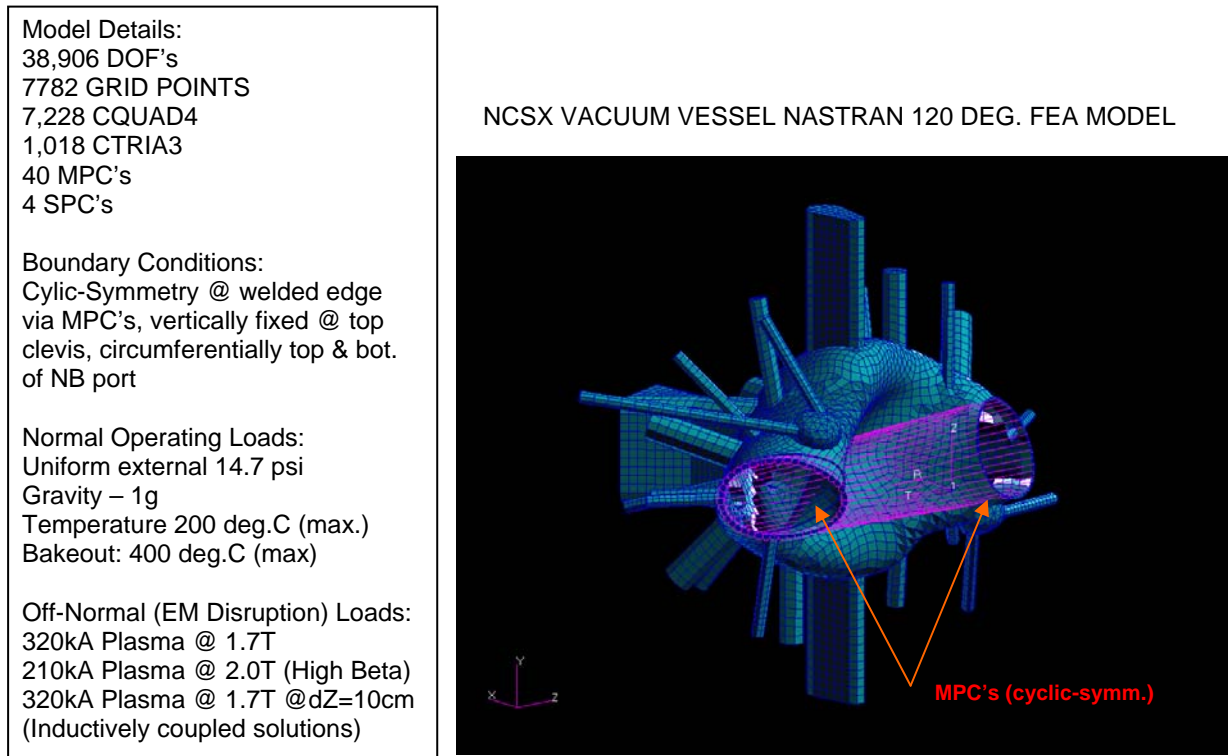 Model Details:
38,906 DOF's
7782 GRID POINTS
7,228 CQUAD4
1,018 CTRIA3
40 MPC's
4 SPC's
Boundary Conditions:
Cylic-Symmetry @ welded edge
via MPC's, vertically fixed @ top
clevis, circumferentially top & bot.
of NB port
Normal Operating Loads:
Uniform external 14.7 psi
Gravity – 1g
Temperature 200 deg.C (max.)
Bakeout: 400 deg.C (max)
Off-Normal (EM Disruption) Loads:
320kA Plasma @ 1.7T
210kA Plasma @ 2.0T (High Beta)
320kA Plasma @ 1.7T @dZ=10cm
(Inductively coupled solutions)
NCSX VACUUM VESSEL NASTRAN 120 DEG. FEA MODEL
Z
R
T
1
Y
X
Z
MPC's (cyclic-symm.)